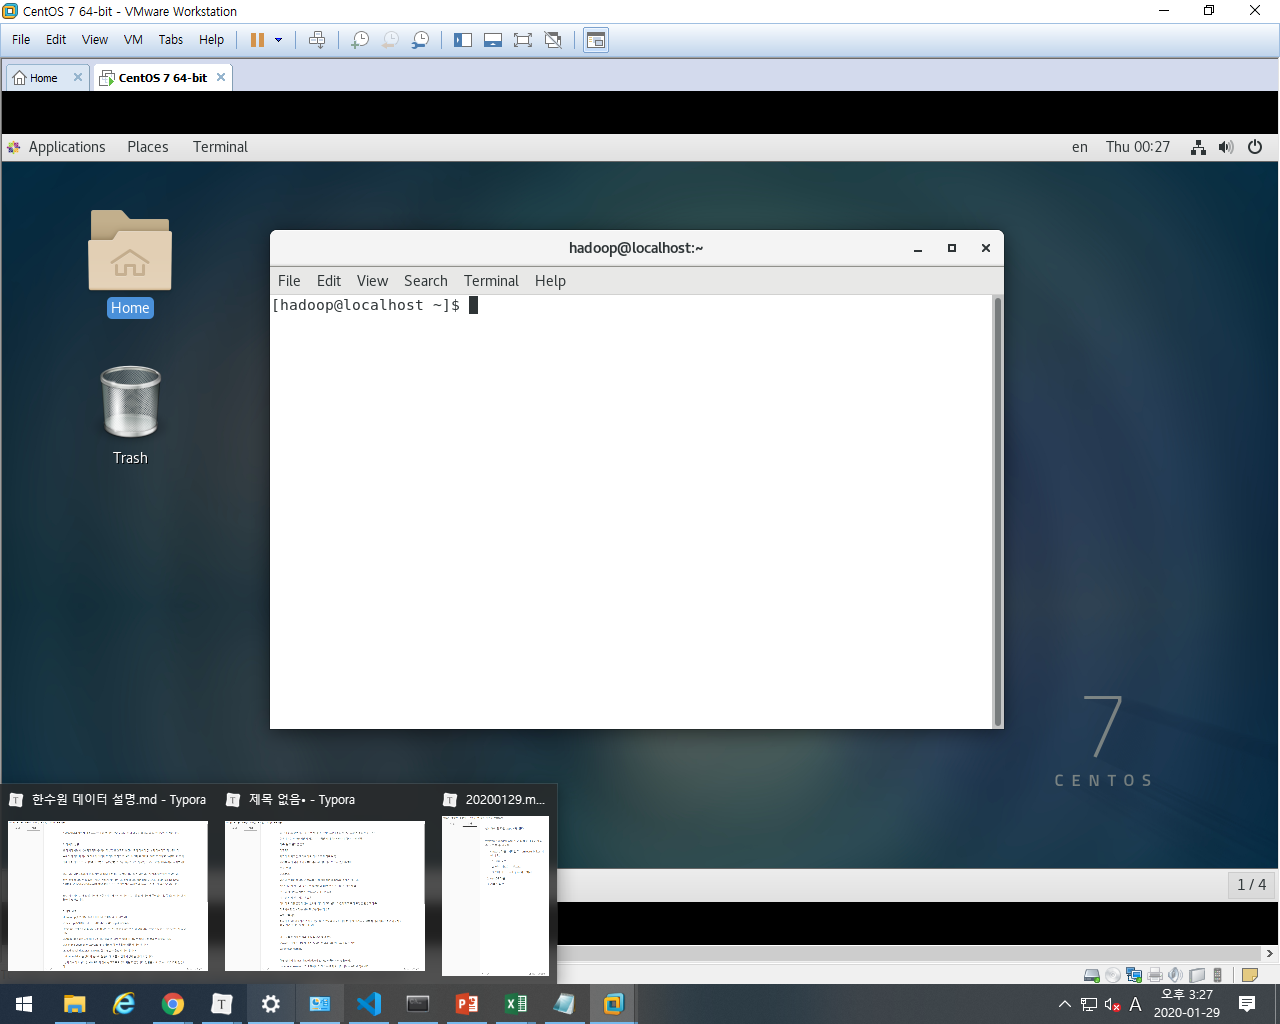 CentOS 7 64-bit - VMware Workstation
File Edit View VM Tabs Help
Home
CentOS 7 64-bit
Applications Places Terminal
en Thu 00:27
Home
Trash
hadoop@localhost:~
File Edit View Search Terminal Help
[hadoop@localhost ~]$
7
CENTOS
한수원 데이터 설명.md - Typora
제목 없음• - Typora
20200129.m...
1 / 4
A
오후 3:27
2020-01-29